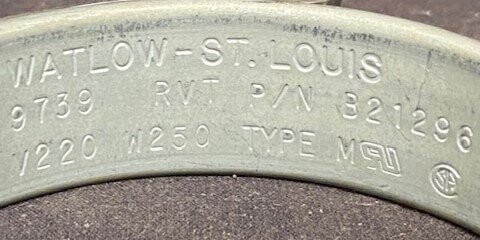 WATLOW-ST. LOUIS
9739 RVT P/N B21296
V220 W250 TYPE M